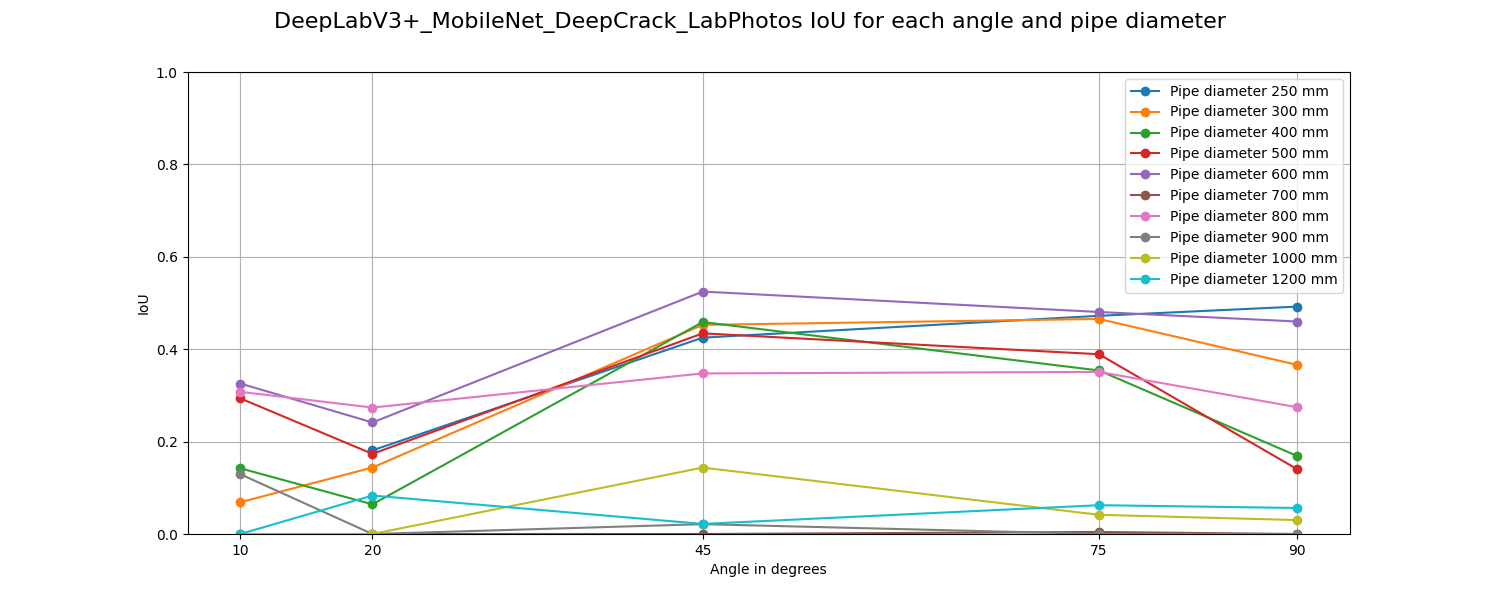 DeepLabV3+_MobileNet_DeepCrack_LabPhotos IoU for each angle and pipe diameter
1.0
0.8
0.6
0.4
0.2
0.0
IoU
10 20 45 75 90
Angle in degrees
Pipe diameter 250 mm
Pipe diameter 300 mm
Pipe diameter 400 mm
Pipe diameter 500 mm
Pipe diameter 600 mm
Pipe diameter 700 mm
Pipe diameter 800 mm
Pipe diameter 900 mm
Pipe diameter 1000 mm
Pipe diameter 1200 mm